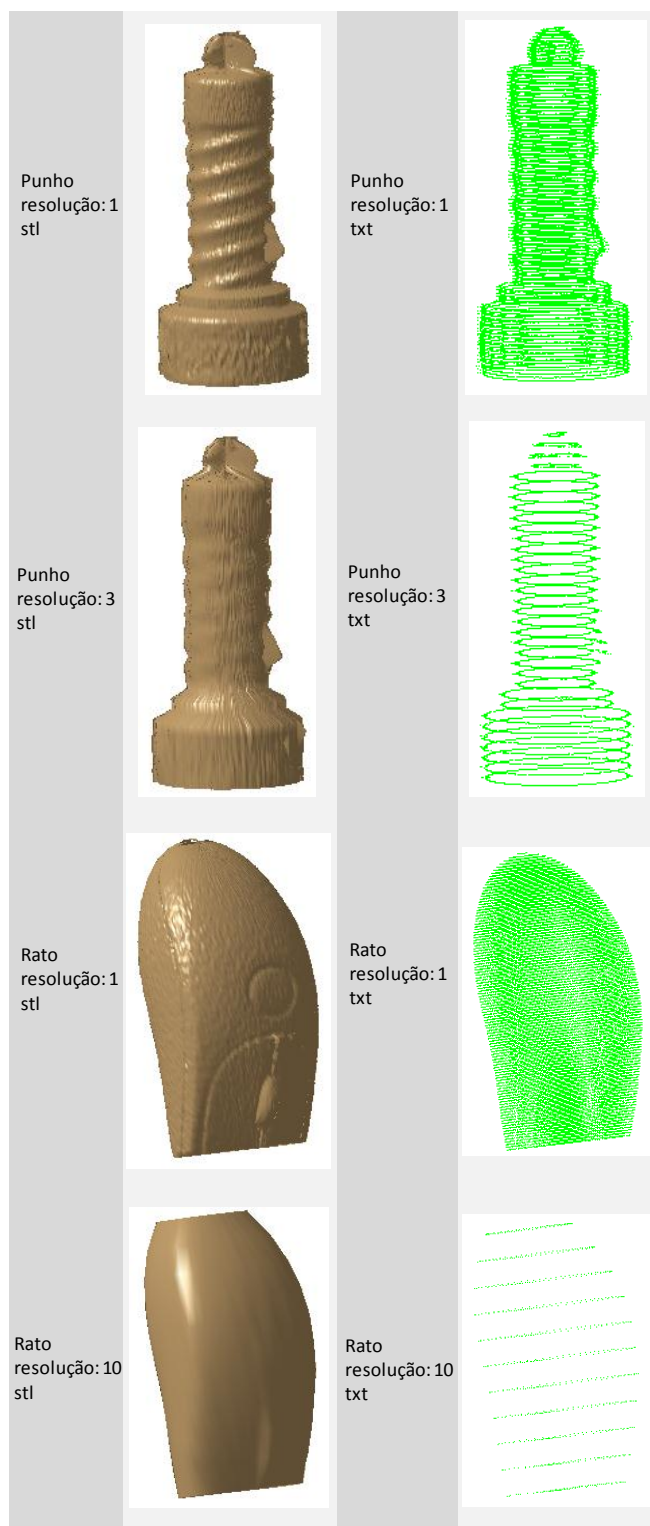 Punho
resolução: 1
stl
Punho
resolução: 1
txt
Punho
resolução: 3
stl
Punho
resolução: 3
txt
Rato
resolução: 1
stl
Rato
resolução: 1
txt
Rato
resolução: 10
stl
Rato
resolução: 10
txt